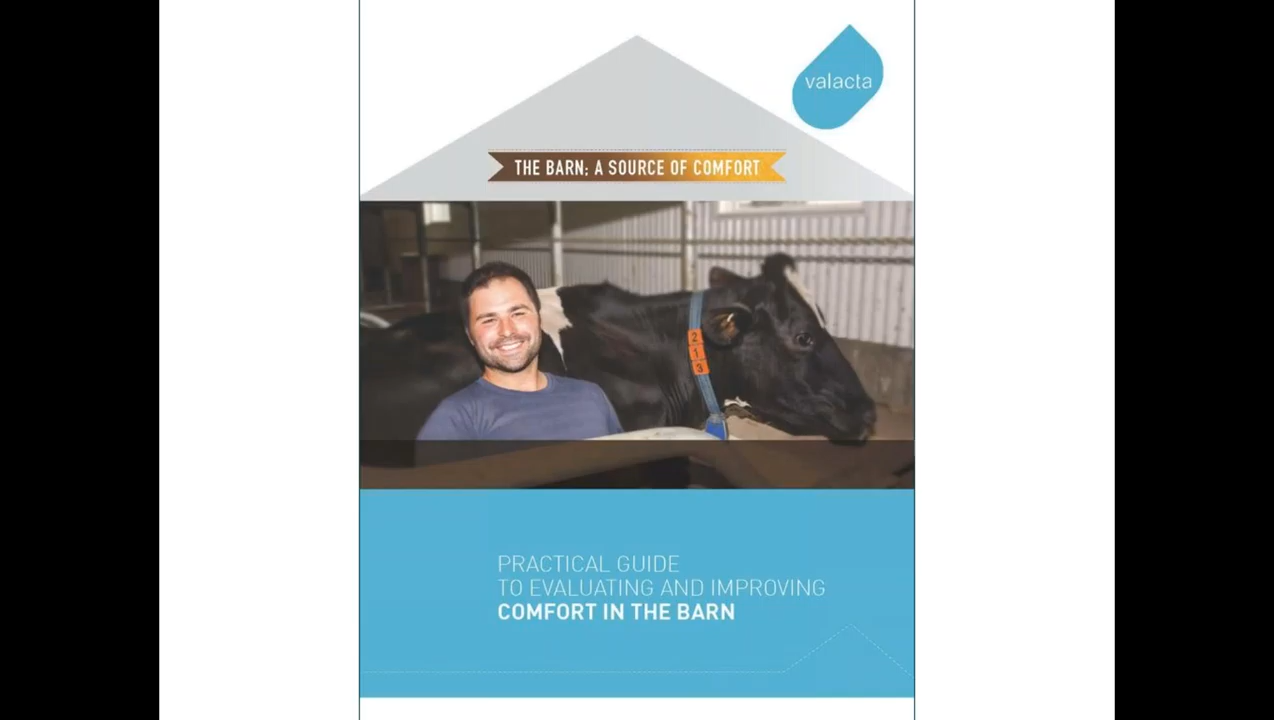 valacta
THE BARN; A SOURCE OF COMFORT
2
1
3
PRACTICAL GUIDE
TO EVALUATING AND IMPROVING
COMFORT IN THE BARN